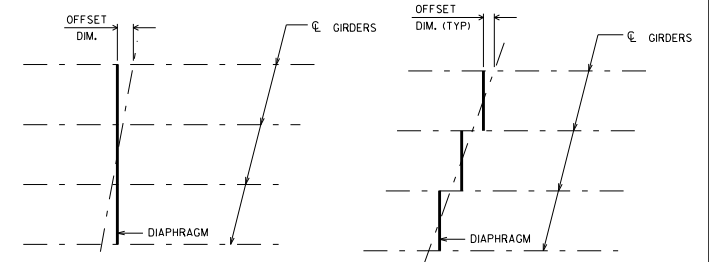 OFFSET
DIM.
℄ GIRDERS
DIAPHRAGM
OFFSET
DIM. (TYP)
℄ GIRDERS
DIAPHRAGM